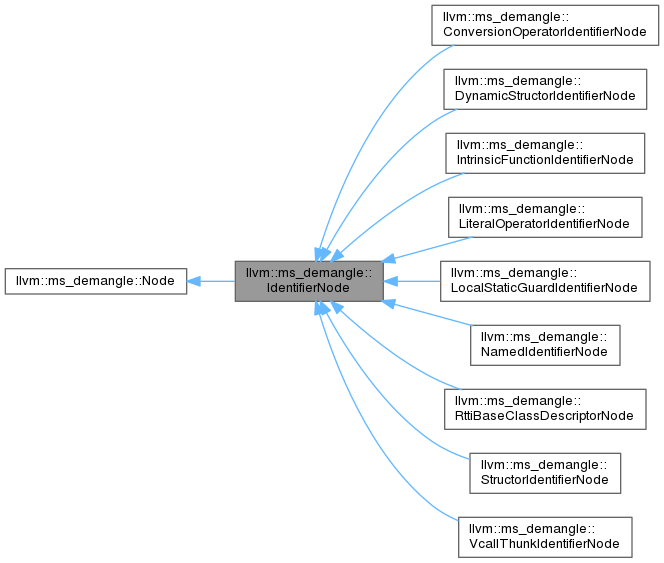 llvm::ms_demangle::Node
llvm::ms_demangle::
IdentifierNode
llvm::ms_demangle::
ConversionOperatorIdentifierNode
llvm::ms_demangle::
DynamicStructorIdentifierNode
llvm::ms_demangle::
IntrinsicFunctionIdentifierNode
llvm::ms_demangle::
LiteralOperatorIdentifierNode
llvm::ms_demangle::
LocalStaticGuardIdentifierNode
llvm::ms_demangle::
NamedIdentifierNode
llvm::ms_demangle::
RttiBaseClassDescriptorNode
llvm::ms_demangle::
StructorIdentifierNode
llvm::ms_demangle::
VcallThunkIdentifierNode